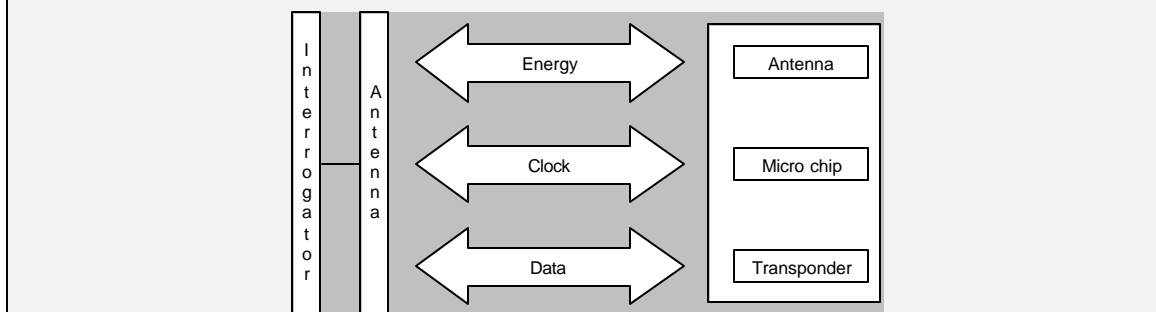 Interrogator
Antenna
Energy
Clock
Data
Antenna
Micro chip
Transponder